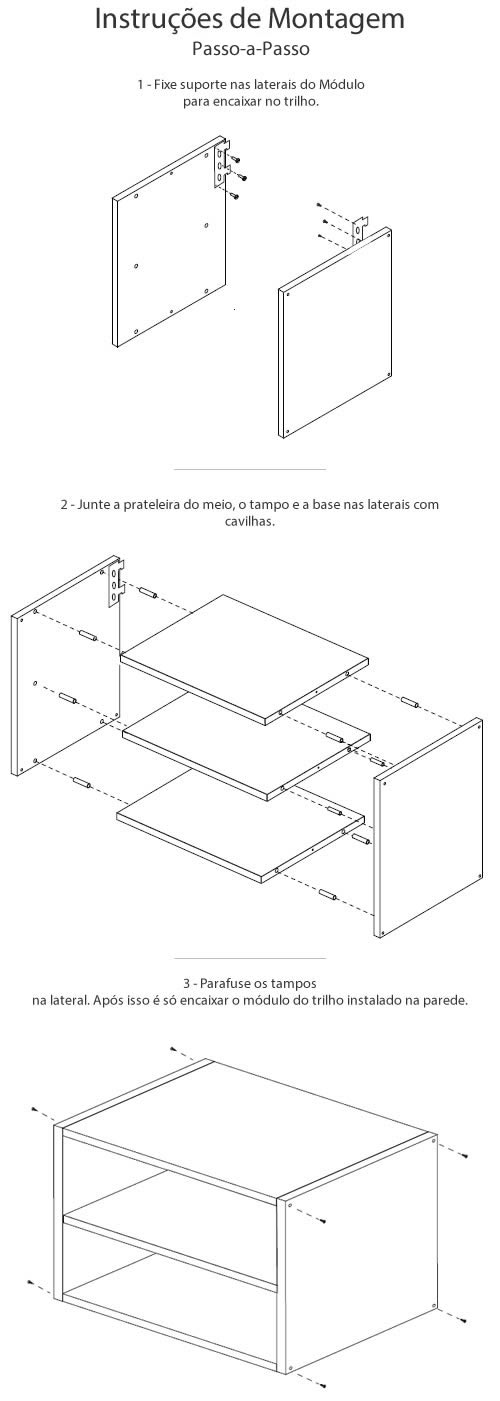 Instruções de Montagem
Passo-a-Passo
1 - Fixe suporte nas laterais do Módulo
para encaixar no trilho.
2 - Junte a prateleira do meio, o tampo e a base nas laterais com
cavilhas.
3 - Parafuse os tampos
na lateral. Após isso é só encaixar o módulo do trilho instalado na parede.